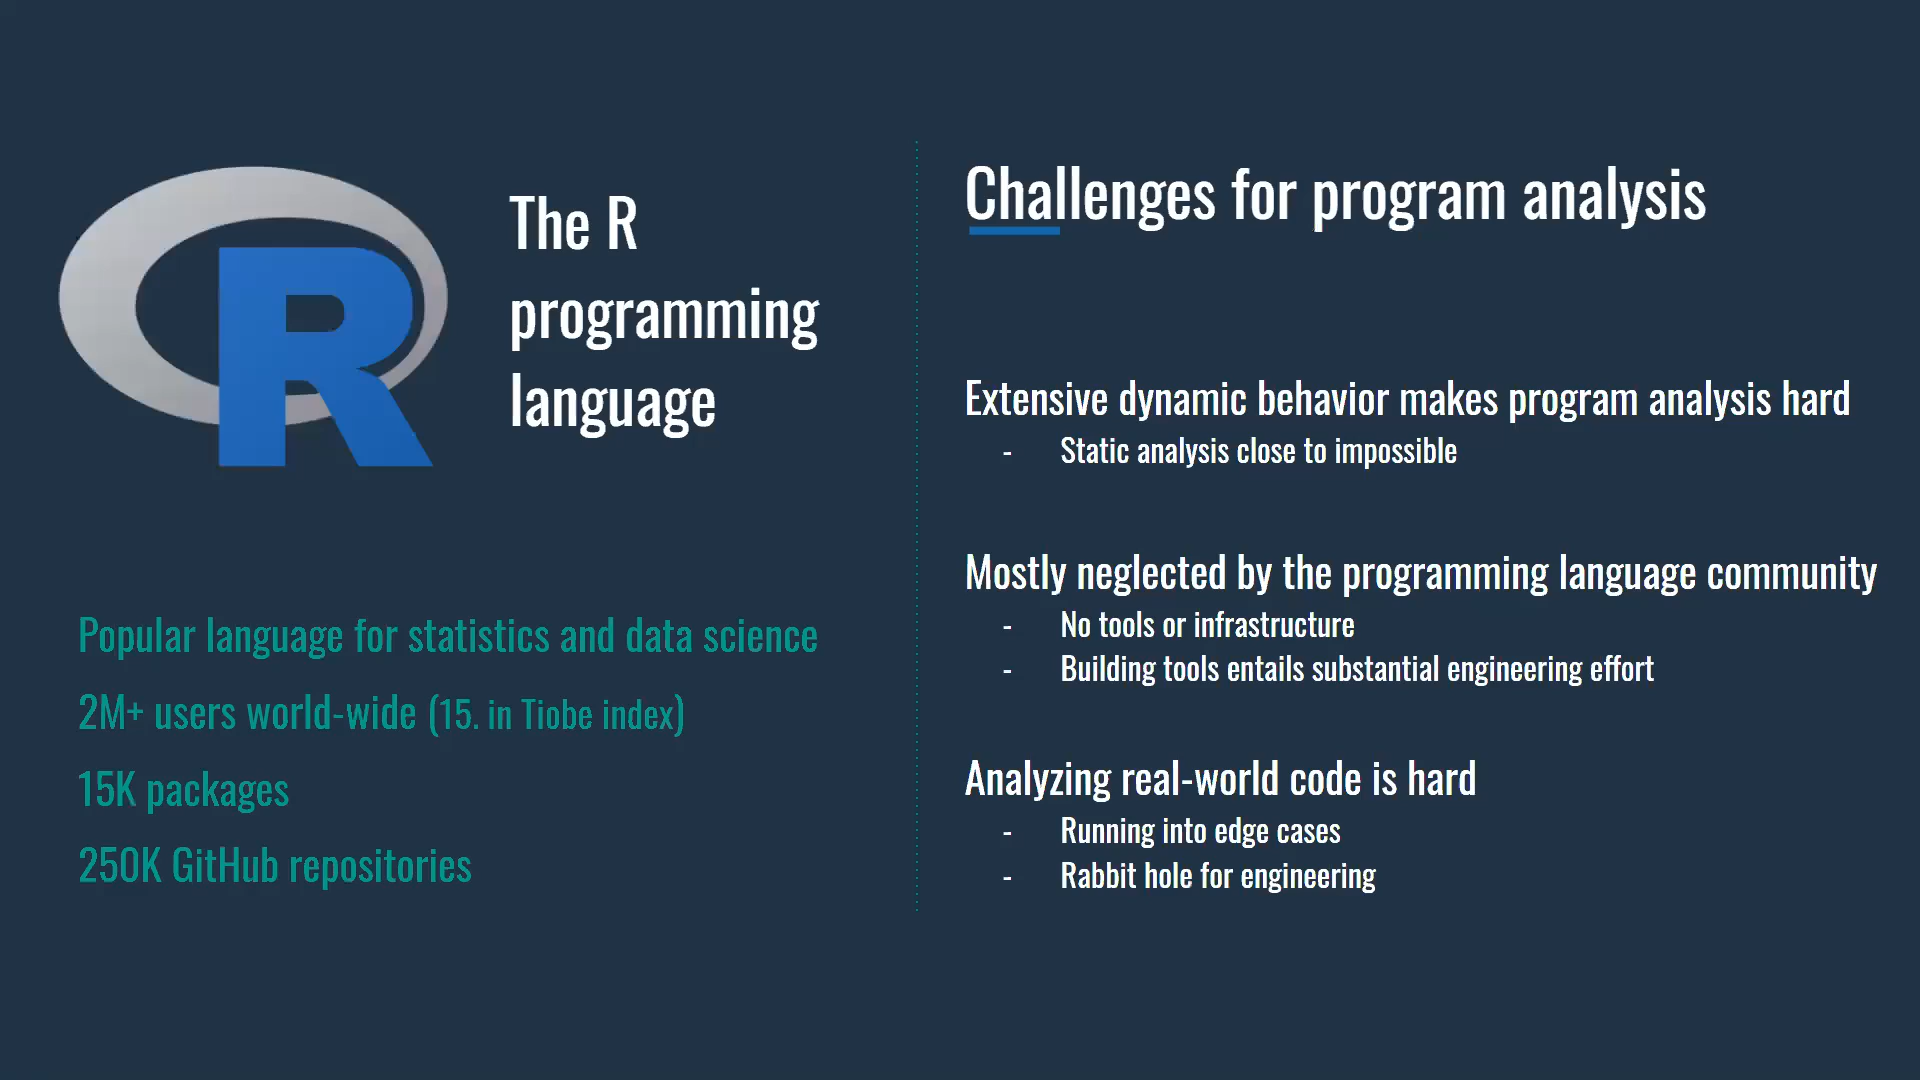 R
The R
programming
language
Popular language for statistics and data science
2M+ users world-wide (15. in Tiobe index)
15K packages
250K GitHub repositories
Challenges for program analysis
Extensive dynamic behavior makes program analysis hard
- Static analysis close to impossible
Mostly neglected by the programming language community
- No tools or infrastructure
- Building tools entails substantial engineering effort
Analyzing real-world code is hard
- Running into edge cases
- Rabbit hole for engineering